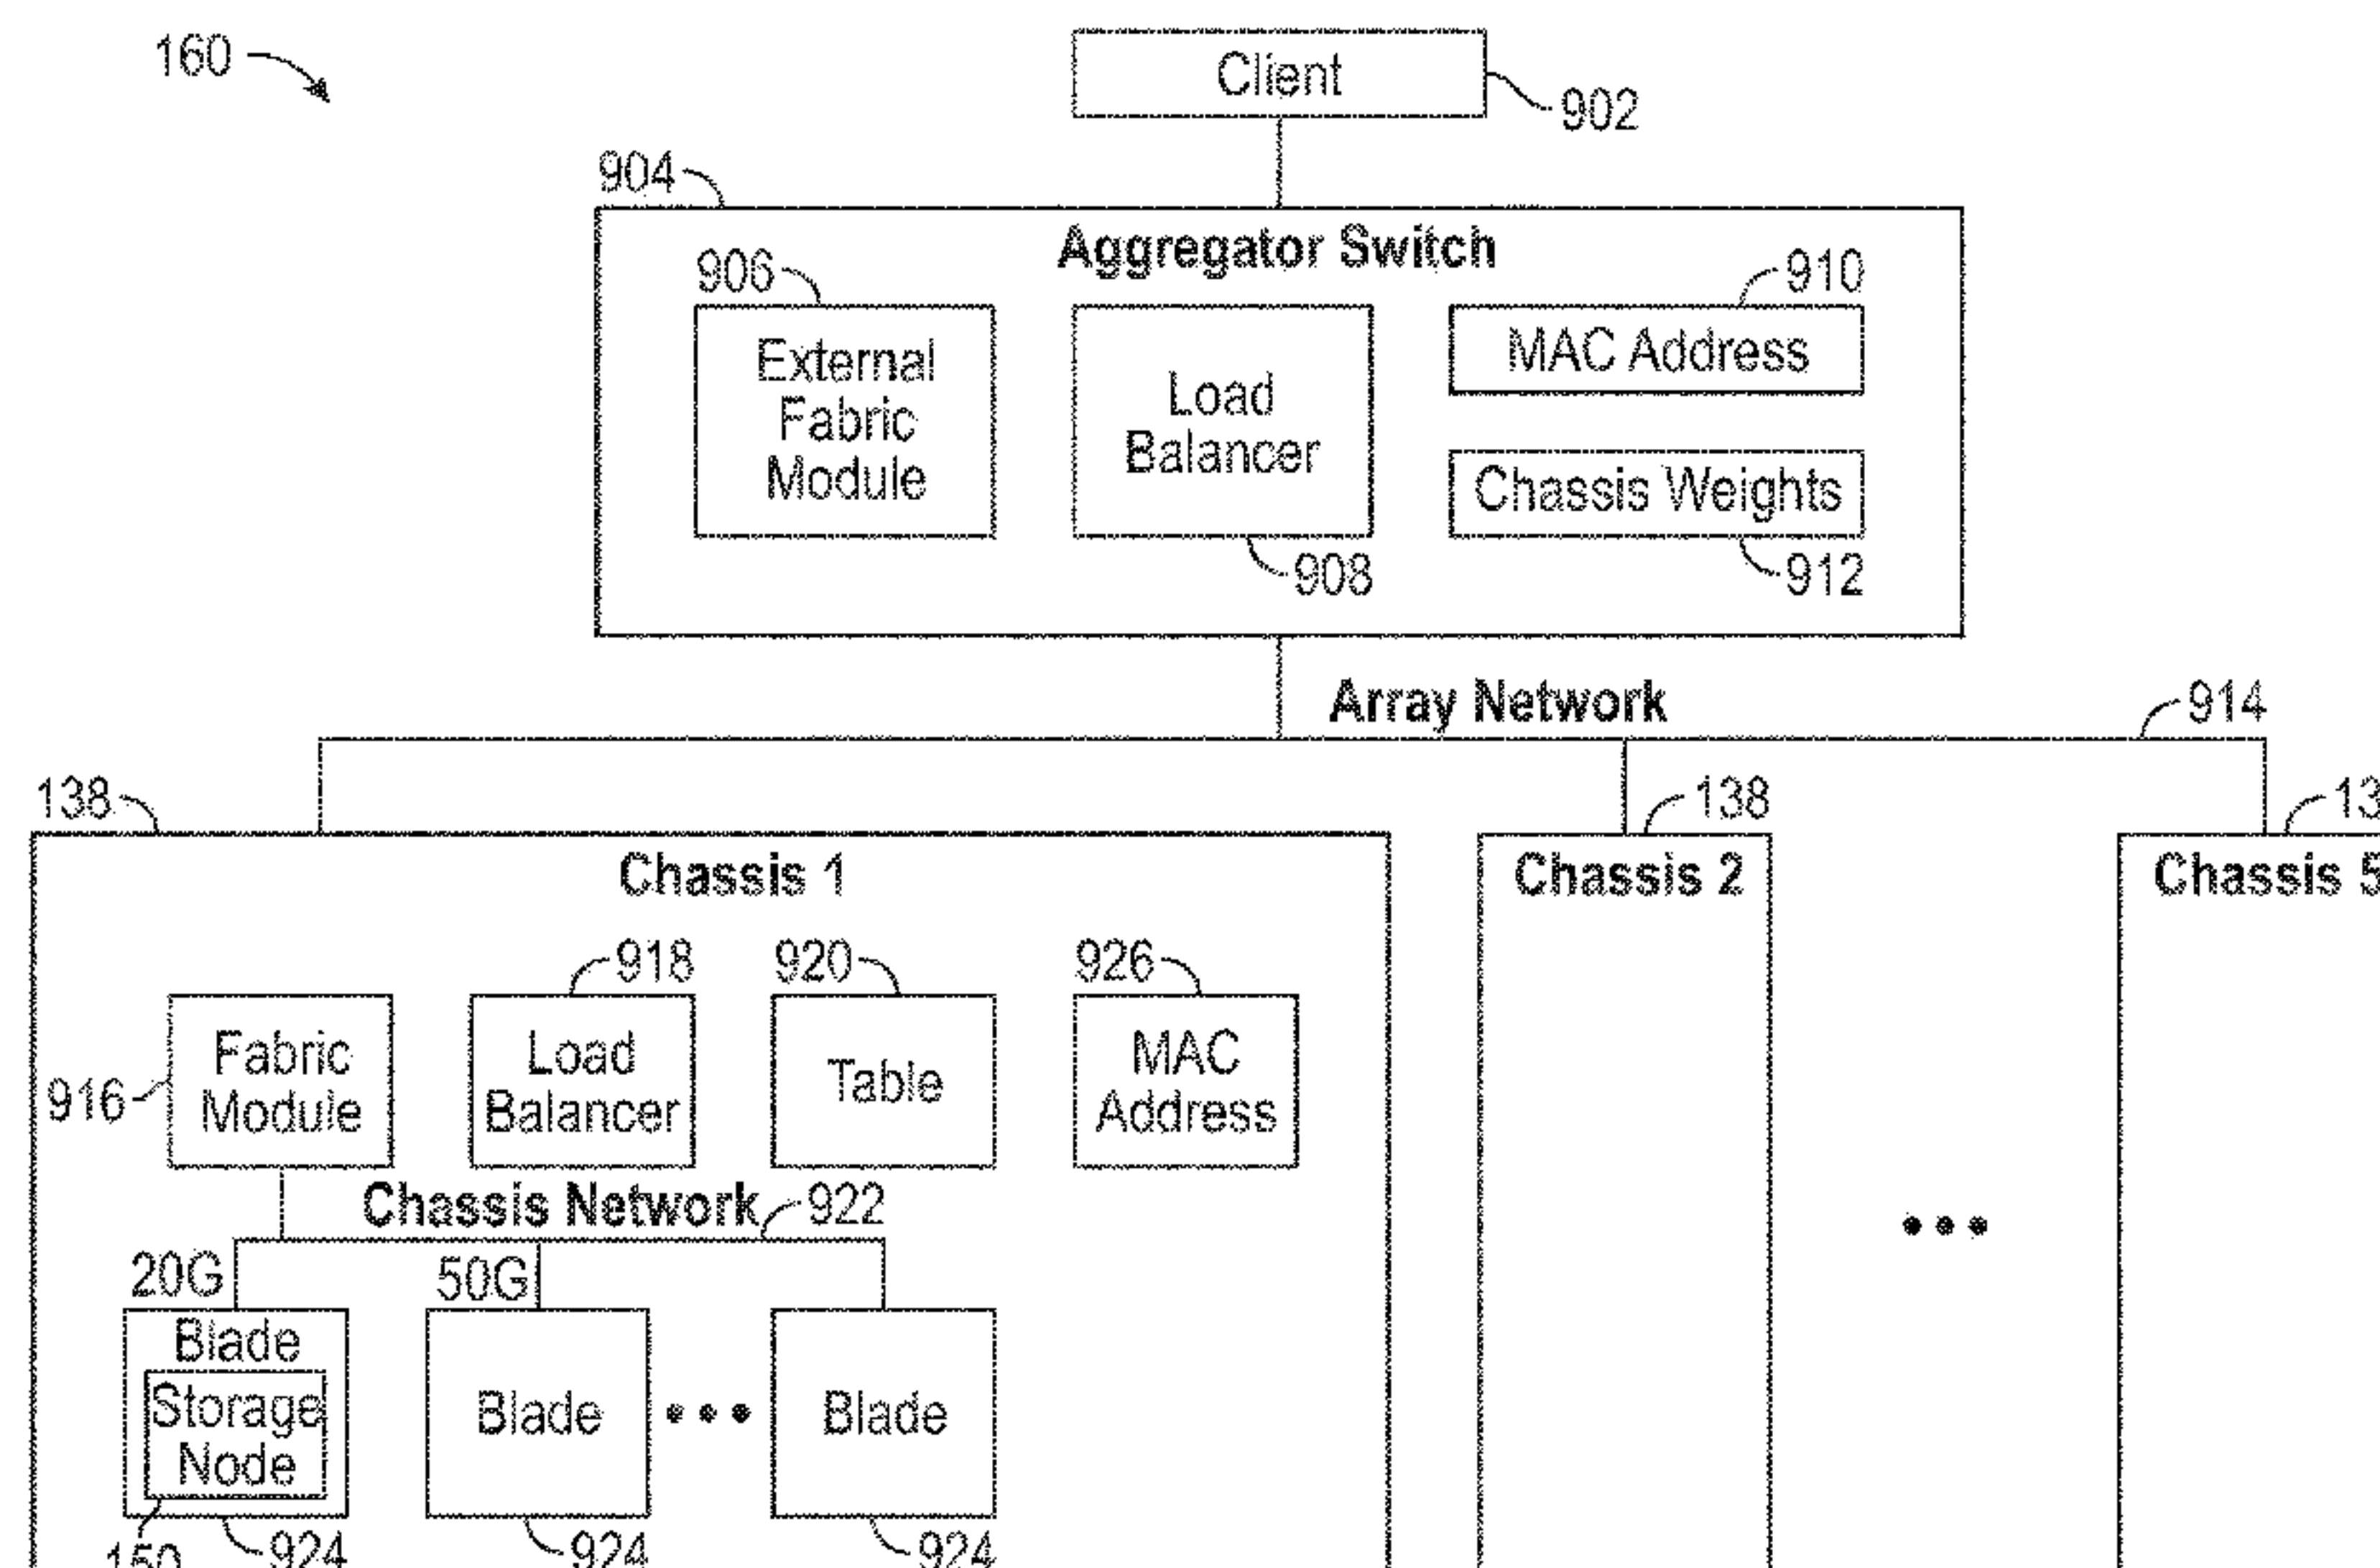 160
Client
902
904
Aggregator Switch
906
910
External
Fabric
Module
Load
Balancer
MAC Address
Chassis Weights
908
912
Array Network
914
138
138
Chassis 1
Chassis 2
Chassis 5
918
920
926
916
Fabric
Module
Load
Balancer
Table
MAC
Address
Chassis Network
922
20G
50G
Blade
Storage
Node
Blade
Blade
150
924
924
924